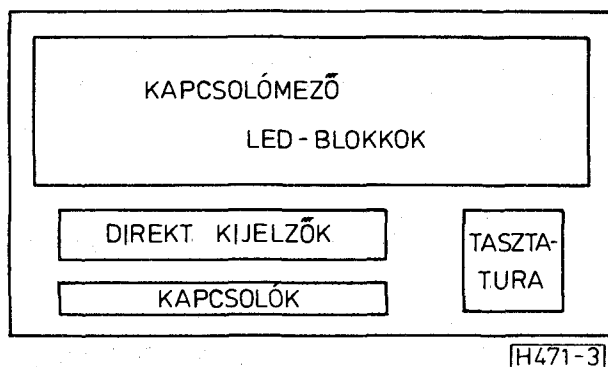 KAPCSOLÓMEZŐ
LED-BLOKKOK
DIREKT KIJELZŐK
KAPCSOLÓK
TASZTA-
TURA
H471-3